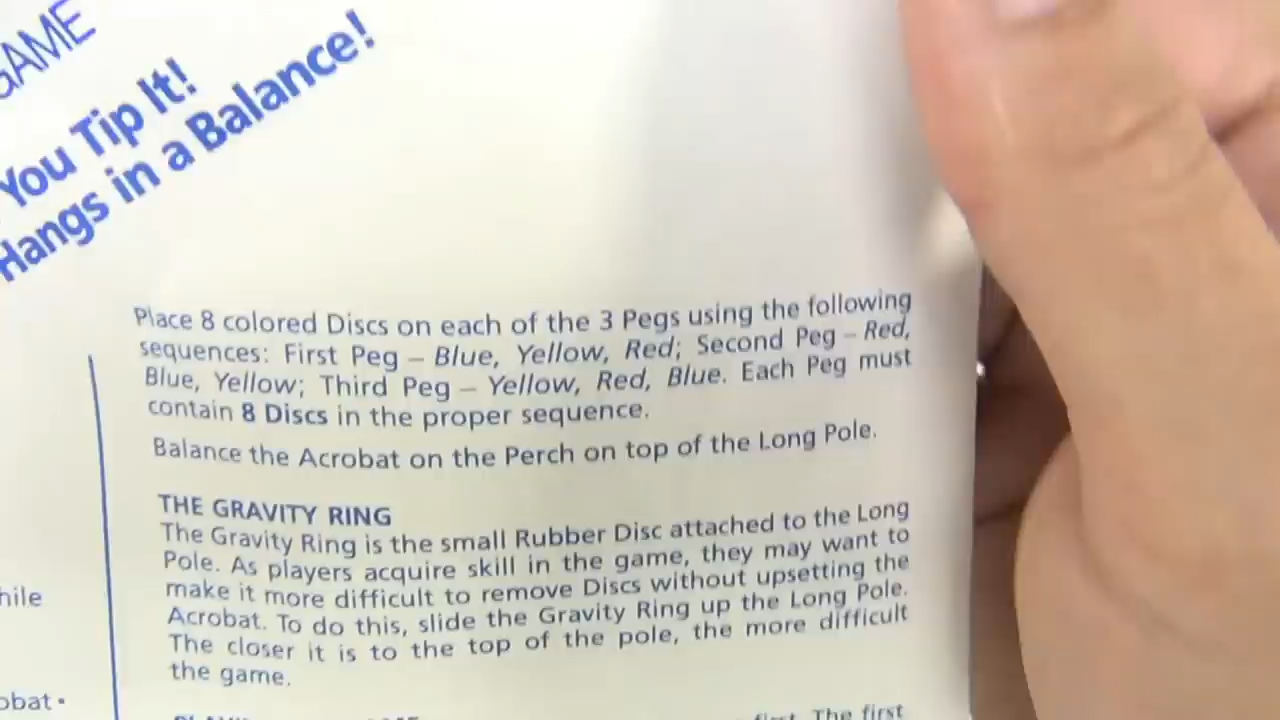 GAME
You Tip It!
Hangs in a Balance!
Place 8 colored Discs on each of the 3 Pegs using the following
sequences: First Peg – Blue, Yellow, Red; Second Peg – Red,
Blue, Yellow; Third Peg – Yellow, Red, Blue. Each Peg must
contain 8 Discs in the proper sequence.
Balance the Acrobat on the Perch on top of the Long Pole.
THE GRAVITY RING
The Gravity Ring is the small Rubber Disc attached to the Long
Pole. As players acquire skill in the game, they may want to
make it more difficult to remove Discs without upsetting the
Acrobat. To do this, slide the Gravity Ring up the Long Pole.
The closer it is to the top of the pole, the more difficult
the game.
first. The first